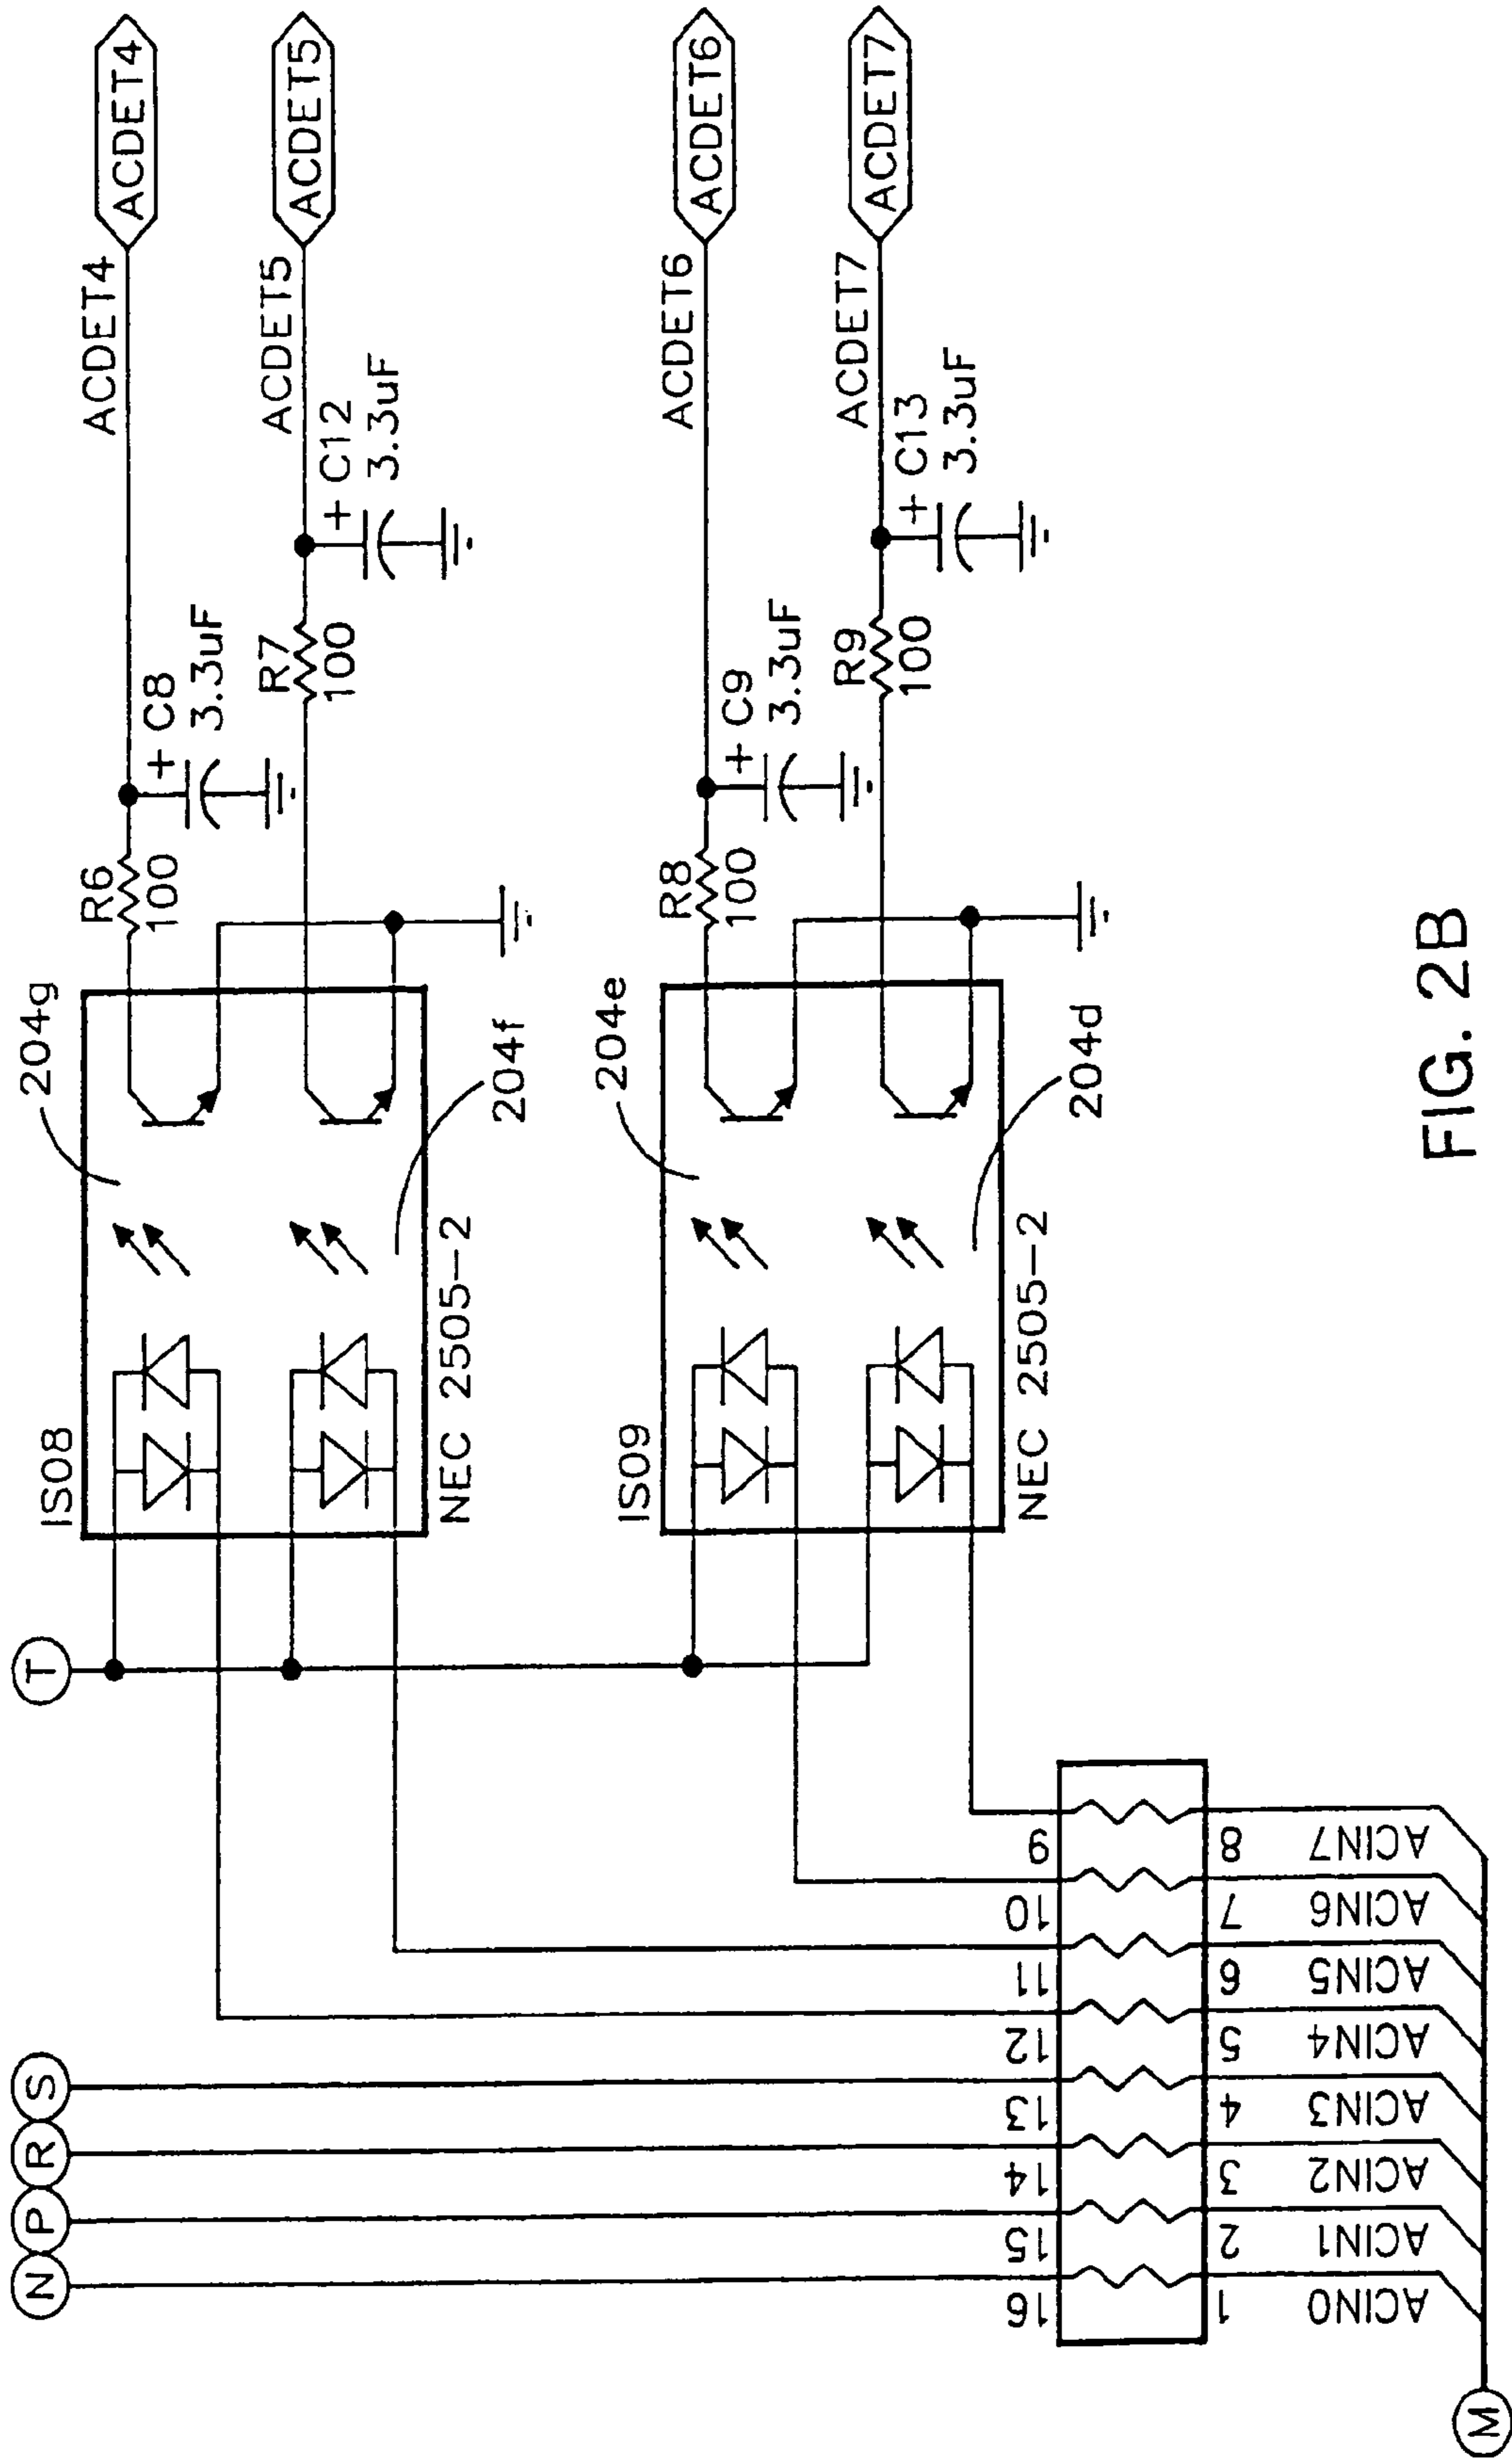 T
S
R
P
N
M
ISO8
204g
204f
NEC 2505-2
R6
100
+ C8
3.3uF
ACDET4
ACDET4
R7
100
+ C12
3.3uF
ACDET5
ACDET5
ISO9
204e
204d
NEC 2505-2
R8
100
+ C9
3.3uF
ACDET6
ACDET6
R9
100
+ C13
3.3uF
ACDET7
ACDET7
16
15
14
13
12
11
10
9
1
2
3
4
5
6
7
8
ACIN0
ACIN1
ACIN2
ACIN3
ACIN4
ACIN5
ACIN6
ACIN7
FIG. 2B